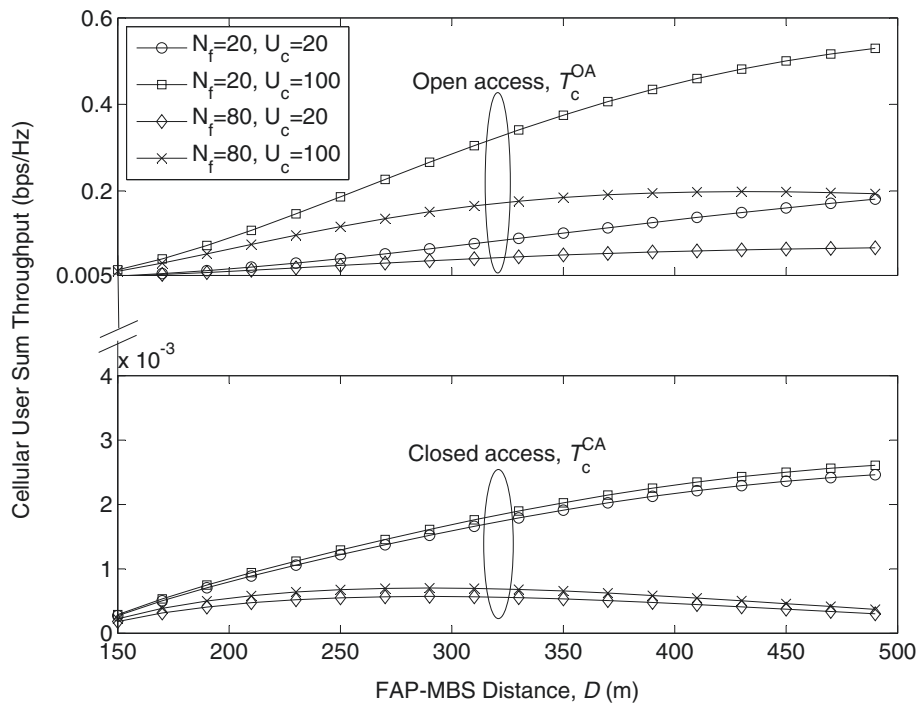 0.6
0.4
0.2
0.005
N_f=20, U_c=20
N_f=20, U_c=100
N_f=80, U_c=20
N_f=80, U_c=100
Open access, T_c^OA
Cellular User Sum Throughput (bps/Hz)
x 10^-3
4
3
2
1
0
Closed access, T_c^CA
150 200 250 300 350 400 450 500
FAP-MBS Distance, D (m)